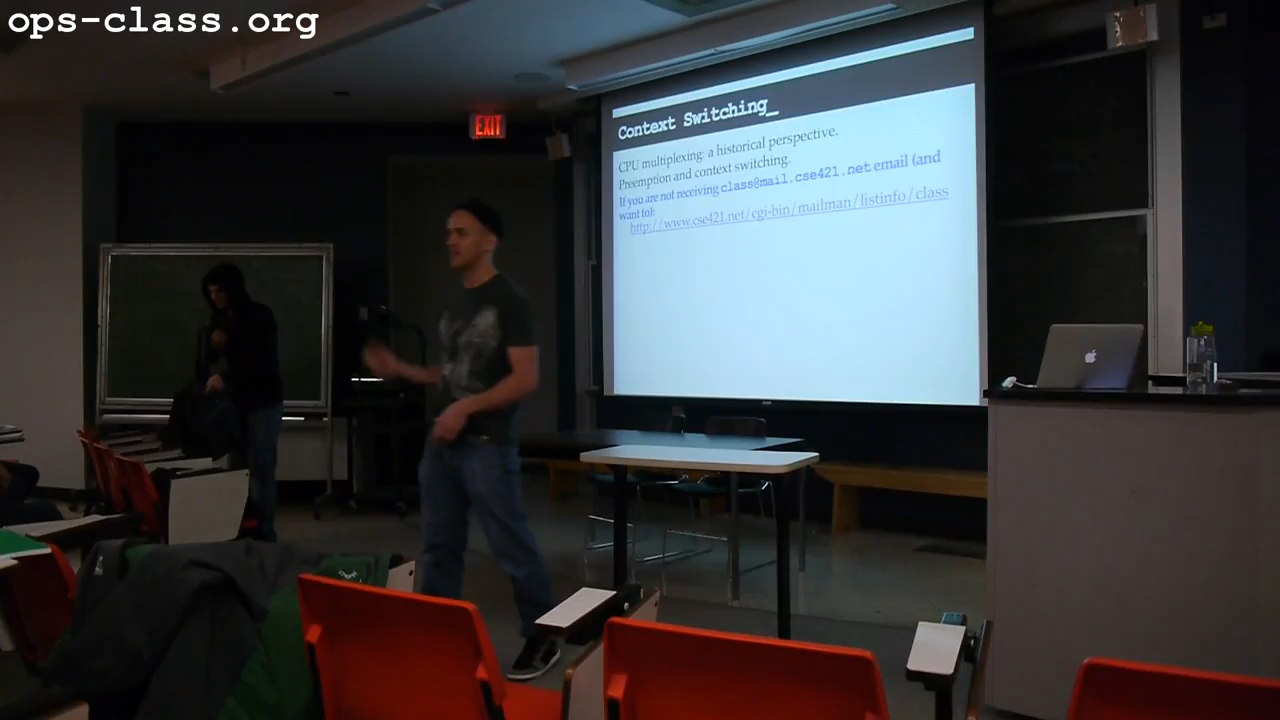 ops-class.org
EXIT
Context Switching_
CPU multiplexing: a historical perspective.
Preemption and context switching.
If you are not receiving class@mail.cse421.net email (and
want to):
http://www.cse421.net/cgi-bin/mailman/listinfo/class